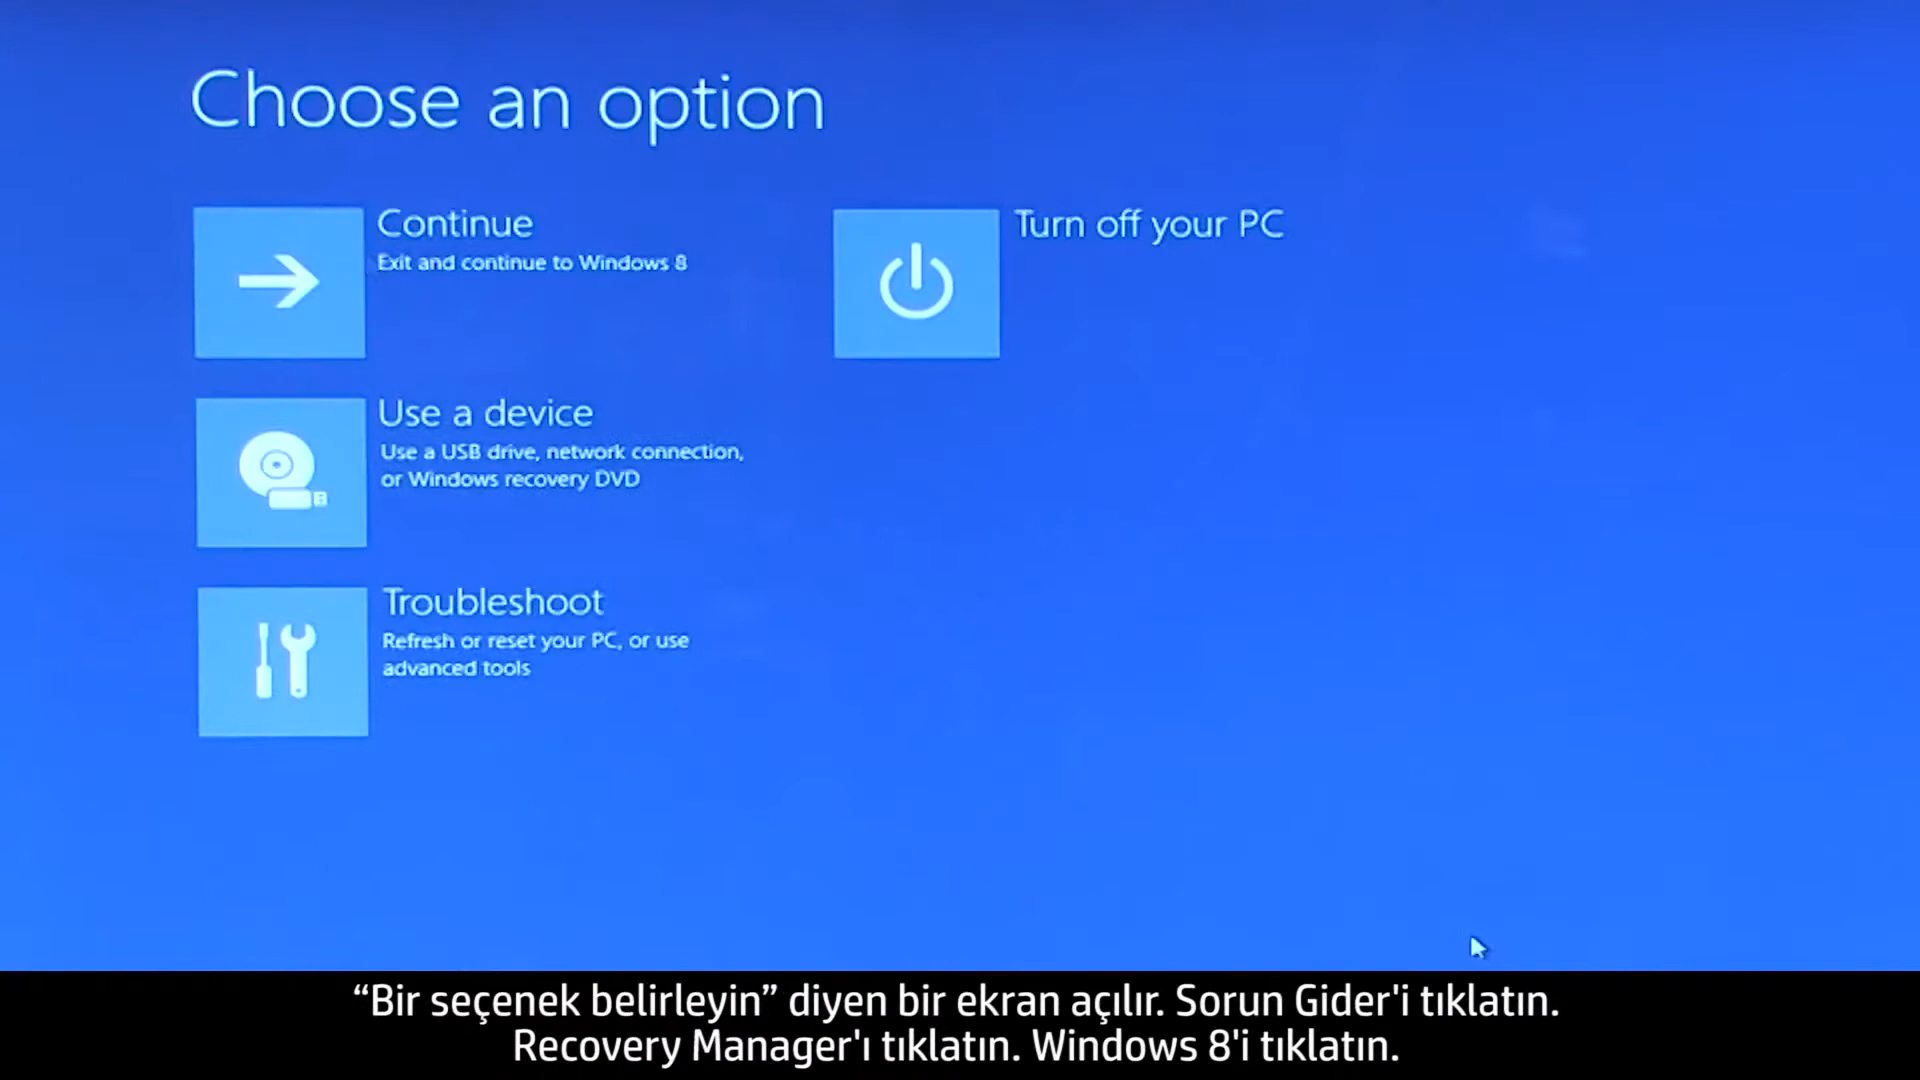 Choose an option
Continue
Exit and continue to Windows 8
Turn off your PC
Use a device
Use a USB drive, network connection,
or Windows recovery DVD
Troubleshoot
Refresh or reset your PC, or use
advanced tools
“Bir seçenek belirleyin” diyen bir ekran açılır. Sorun Gider'i tıklatın.
Recovery Manager'ı tıklatın. Windows 8'i tıklatın.